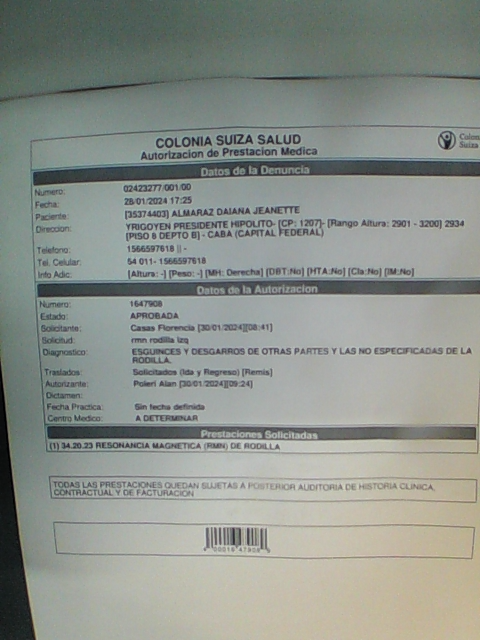 COLONIA SUIZA SALUD
Autorizacion de Prestacion Medica
Colonia
Suiza
Datos de la Denuncia
Numero: 02423277/001/00
Fecha: 28/01/2024 17:25
Paciente: [35374403] ALMARAZ DAIANA JEANETTE
Direccion: YRIGOYEN PRESIDENTE HIPOLITO- [CP: 1207]- [Rango Altura: 2901 - 3200] 2934
[PISO 8 DEPTO B] - CABA (CAPITAL FEDERAL)
Telefono: 1566597618 || -
Tel. Celular: 54 011- 1566597618
Info Adic: [Altura: -] [Peso: -] [MH: Derecha] [DBT:No] [HTA:No] [Cla:No] [IM:No]
Datos de la Autorizacion
Numero: 1647908
Estado: APROBADA
Solicitante: Casas Florencia [30/01/2024][08:41]
Solicitud: rmn rodilla izq
Diagnostico: ESGUINCES Y DESGARROS DE OTRAS PARTES Y LAS NO ESPECIFICADAS DE LA
RODILLA.
Traslados: Solicitados (Ida y Regreso) [Remis]
Autorizante: Poleri Alan [30/01/2024][09:24]
Dictamen:
Fecha Practica: Sin fecha definida
Centro Medico: A DETERMINAR
Prestaciones Solicitadas
(1) 34.20.23 RESONANCIA MAGNETICA (RMN) DE RODILLA
TODAS LAS PRESTACIONES QUEDAN SUJETAS A POSTERIOR AUDITORIA DE HISTORIA CLINICA,
CONTRACTUAL Y DE FACTURACION